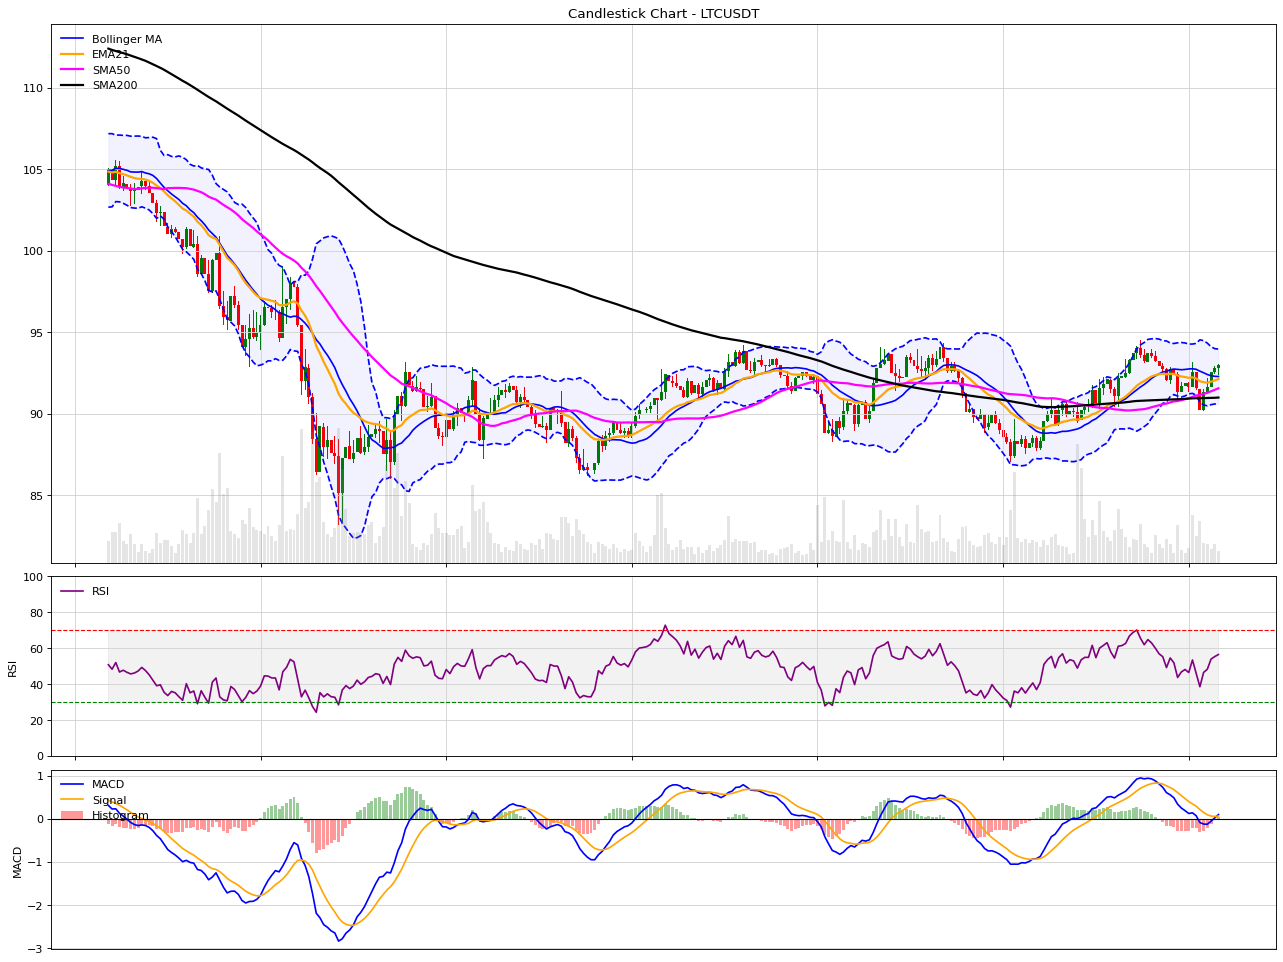 Candlestick Chart - LTCUSDT
Bollinger MA
EMA21
SMA50
SMA200
110
105
100
95
90
85
RSI
100
80
60
40
20
0
RSI
MACD
Signal
Histogram
1
0
−1
−2
−3
MACD